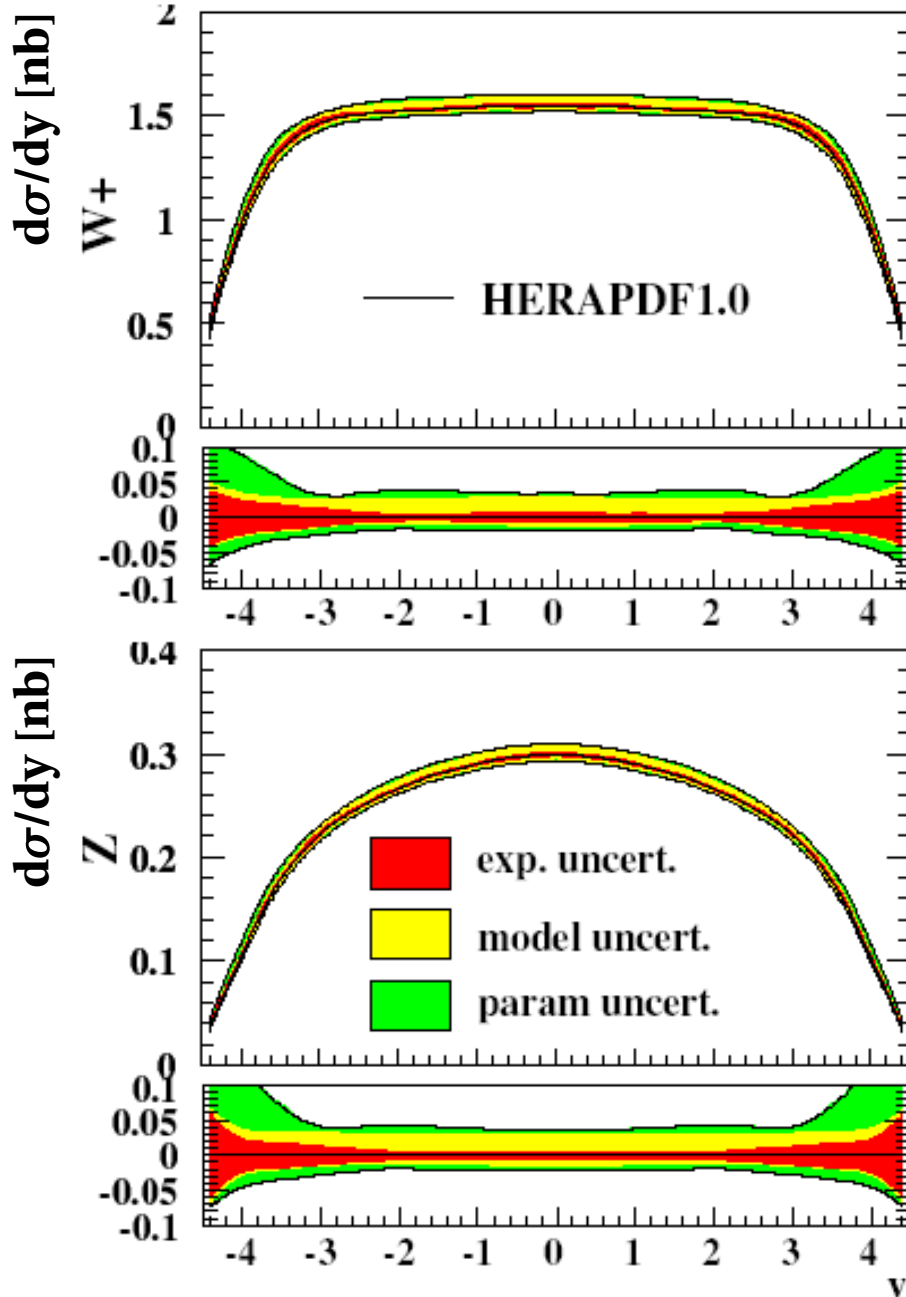 dσ/dy [nb]
W+
2
1.5
1
0.5
0
HERAPDF1.0
0.1
0.05
0
-0.05
-0.1
-4 -3 -2 -1 0 1 2 3 4
dσ/dy [nb]
Z
0.4
0.3
0.2
0.1
0
exp. uncert.
model uncert.
param uncert.
0.1
0.05
0
-0.05
-0.1
-4 -3 -2 -1 0 1 2 3 4
y